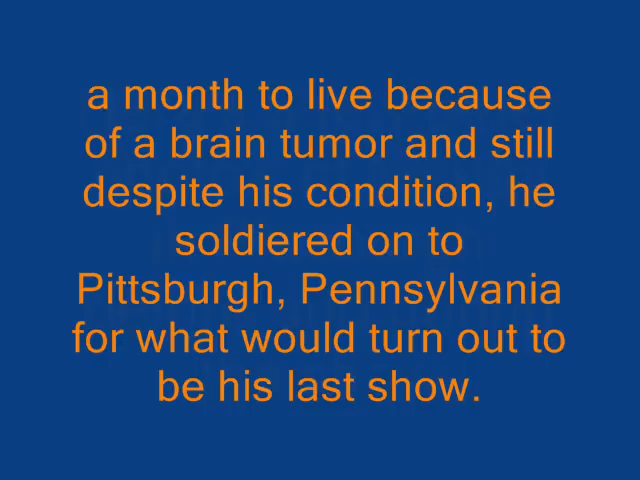 a month to live because
of a brain tumor and still
despite his condition, he
soldiered on to
Pittsburgh, Pennsylvania
for what would turn out to
be his last show.